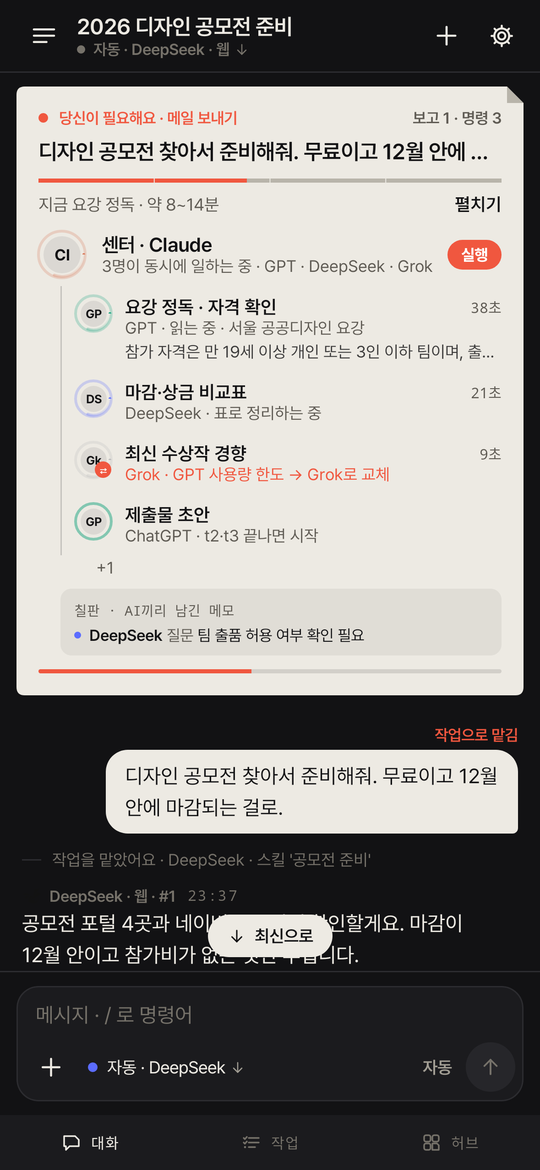 2026 디자인 공모전 준비
자동 · DeepSeek · 웹 ↓
당신이 필요해요 · 메일 보내기
보고 1 · 명령 3
디자인 공모전 찾아서 준비해줘. 무료이고 12월 안에 ...
지금 요강 정독 · 약 8~14분
펼치기
Cl
센터 · Claude
3명이 동시에 일하는 중 · GPT · DeepSeek · Grok
실행
GP
요강 정독 · 자격 확인
38초
GPT · 읽는 중 · 서울 공공디자인 요강
참가 자격은 만 19세 이상 개인 또는 3인 이하 팀이며, 출...
DS
마감·상금 비교표
21초
DeepSeek · 표로 정리하는 중
Gk
최신 수상작 경향
9초
Grok · GPT 사용량 한도 → Grok로 교체
GP
제출물 초안
ChatGPT · t2·t3 끝나면 시작
+1
칠판 · AI끼리 남긴 메모
DeepSeek 질문 팀 출품 허용 여부 확인 필요
작업으로 맡김
디자인 공모전 찾아서 준비해줘. 무료이고 12월
안에 마감되는 걸로.
작업을 맡았어요 · DeepSeek · 스킬 '공모전 준비'
DeepSeek · 웹 · #1 23:37
공모전 포털 4곳과 마감이
12월 안이고 참가비가
↓ 최신으로
메시지 · / 로 명령어
자동 · DeepSeek ↓
자동
대화
작업
허브